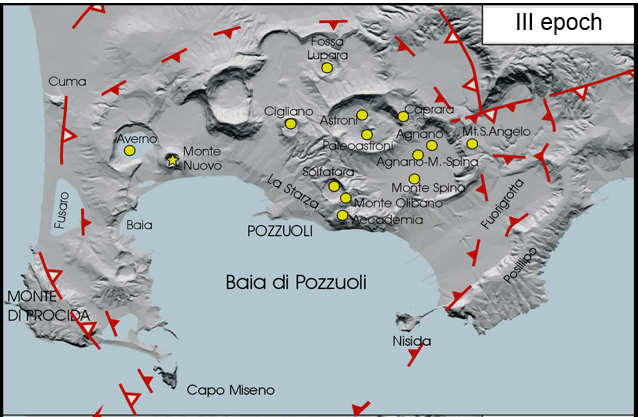 III epoch
Fossa
Lupara
Cuma
Cigliano
Astroni
Caprara
Averno
Paleoastroni
Agnano
Mt.S.Angelo
Monte
Nuovo
Agnano-M.-Spina
Solfatara
La Starza
Monte Spina
Fusaro
Monte Olibano
Fuorigrotta
Baia
POZZUOLI
Accademia
Posillipo
Baia di Pozzuoli
MONTE
DI PROCIDA
Nisida
Capo Miseno